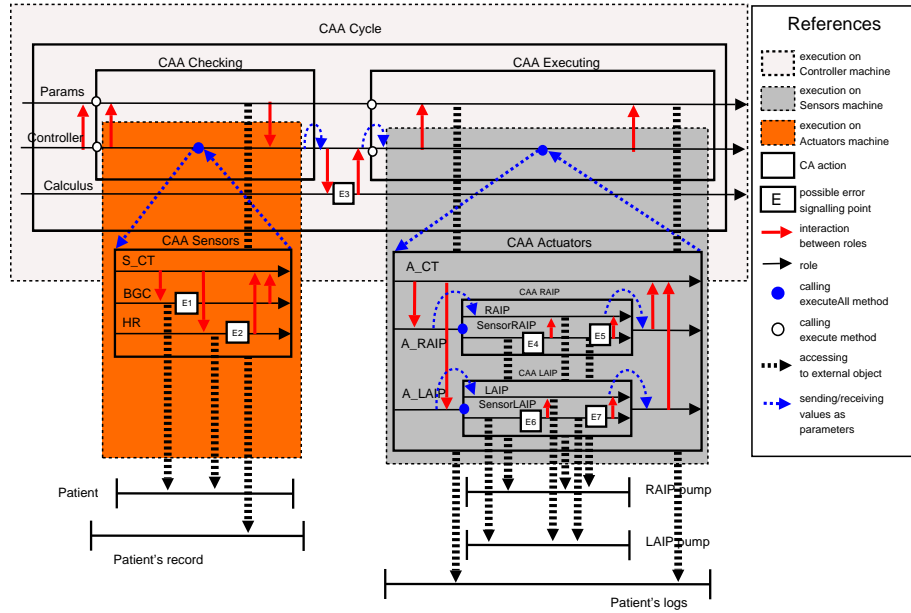 CAA Cycle
CAA Checking
CAA Executing
Params
Controller
Calculus
E3
CAA Sensors
S_CT
BGC
E1
HR
E2
CAA Actuators
A_CT
CAA RAIP
RAIP
SensorRAIP
E4
E5
A_RAIP
CAA LAIP
LAIP
A_LAIP
SensorLAIP
E6
E7
Patient
Patient's record
RAIP pump
LAIP pump
Patient's logs
References
execution on
Controller machine
execution on
Sensors machine
execution on
Actuators machine
CA action
E
possible error
signalling point
interaction
between roles
role
calling
executeAll method
calling
execute method
accessing
to external object
sending/receiving
values as
parameters